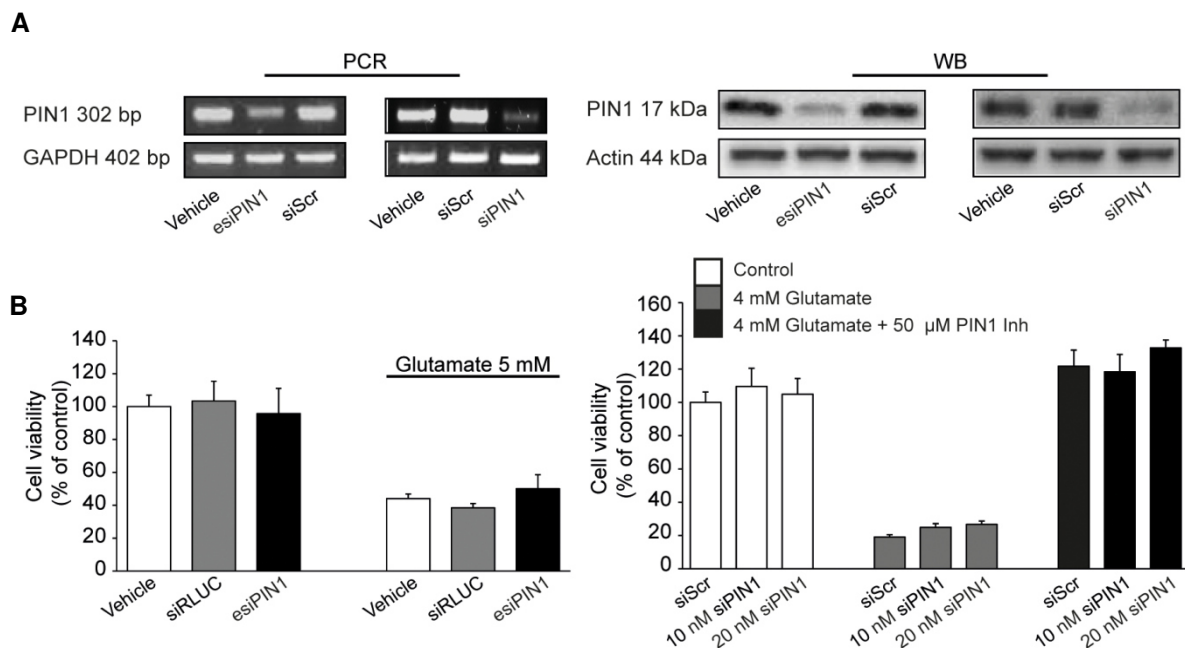 A
PCR
PIN1 302 bp
GAPDH 402 bp
Vehicle
esiPIN1
siScr
Vehicle
siScr
siPIN1
WB
PIN1 17 kDa
Actin 44 kDa
Vehicle
esiPIN1
siScr
Vehicle
siScr
siPIN1
B
Cell viability
(% of control)
140
120
100
80
60
40
20
0
Glutamate 5 mM
Vehicle
siRLUC
esiPIN1
Vehicle
siRLUC
esiPIN1
Control
4 mM Glutamate
4 mM Glutamate + 50 µM PIN1 Inh
Cell viability
(% of control)
160
140
120
100
80
60
40
20
0
siScr
10 nM siPIN1
20 nM siPIN1
siScr
10 nM siPIN1
20 nM siPIN1
siScr
10 nM siPIN1
20 nM siPIN1